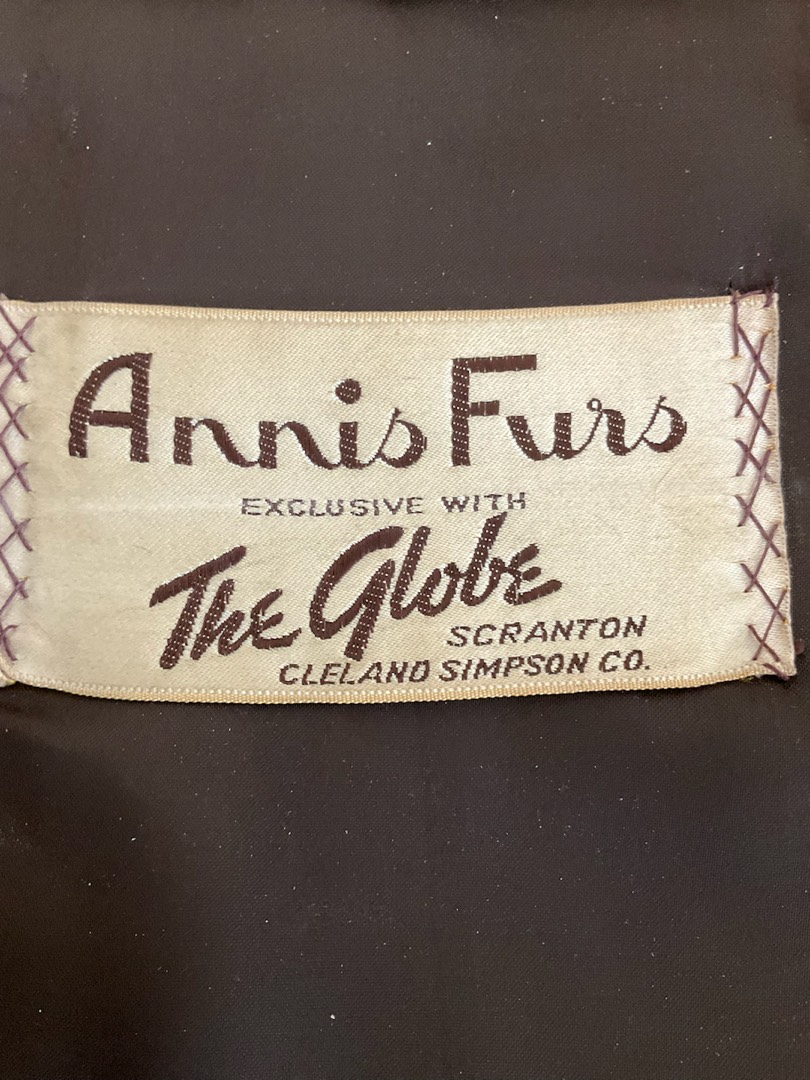 Annis Furs
EXCLUSIVE WITH
The Globe
SCRANTON
CLELAND SIMPSON CO.